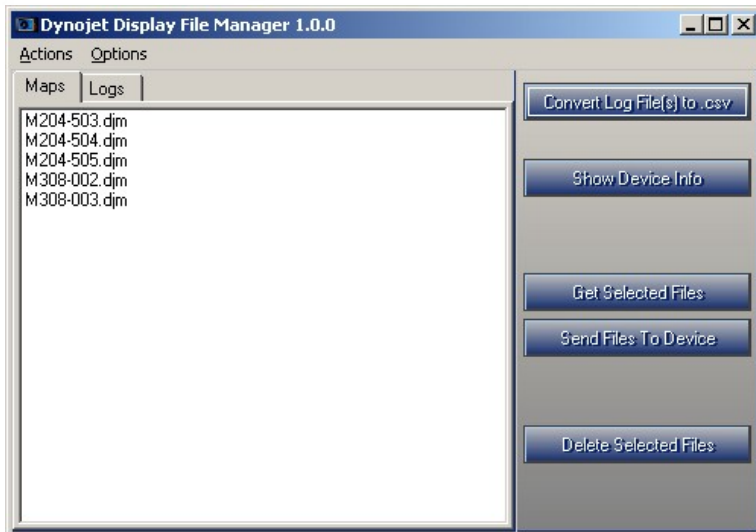 Dynojet Display File Manager 1.0.0
Actions Options
Maps Logs
M204-503.djm
M204-504.djm
M204-505.djm
M308-002.djm
M308-003.djm
Convert Log File(s) to .csv
Show Device Info
Get Selected Files
Send Files To Device
Delete Selected Files